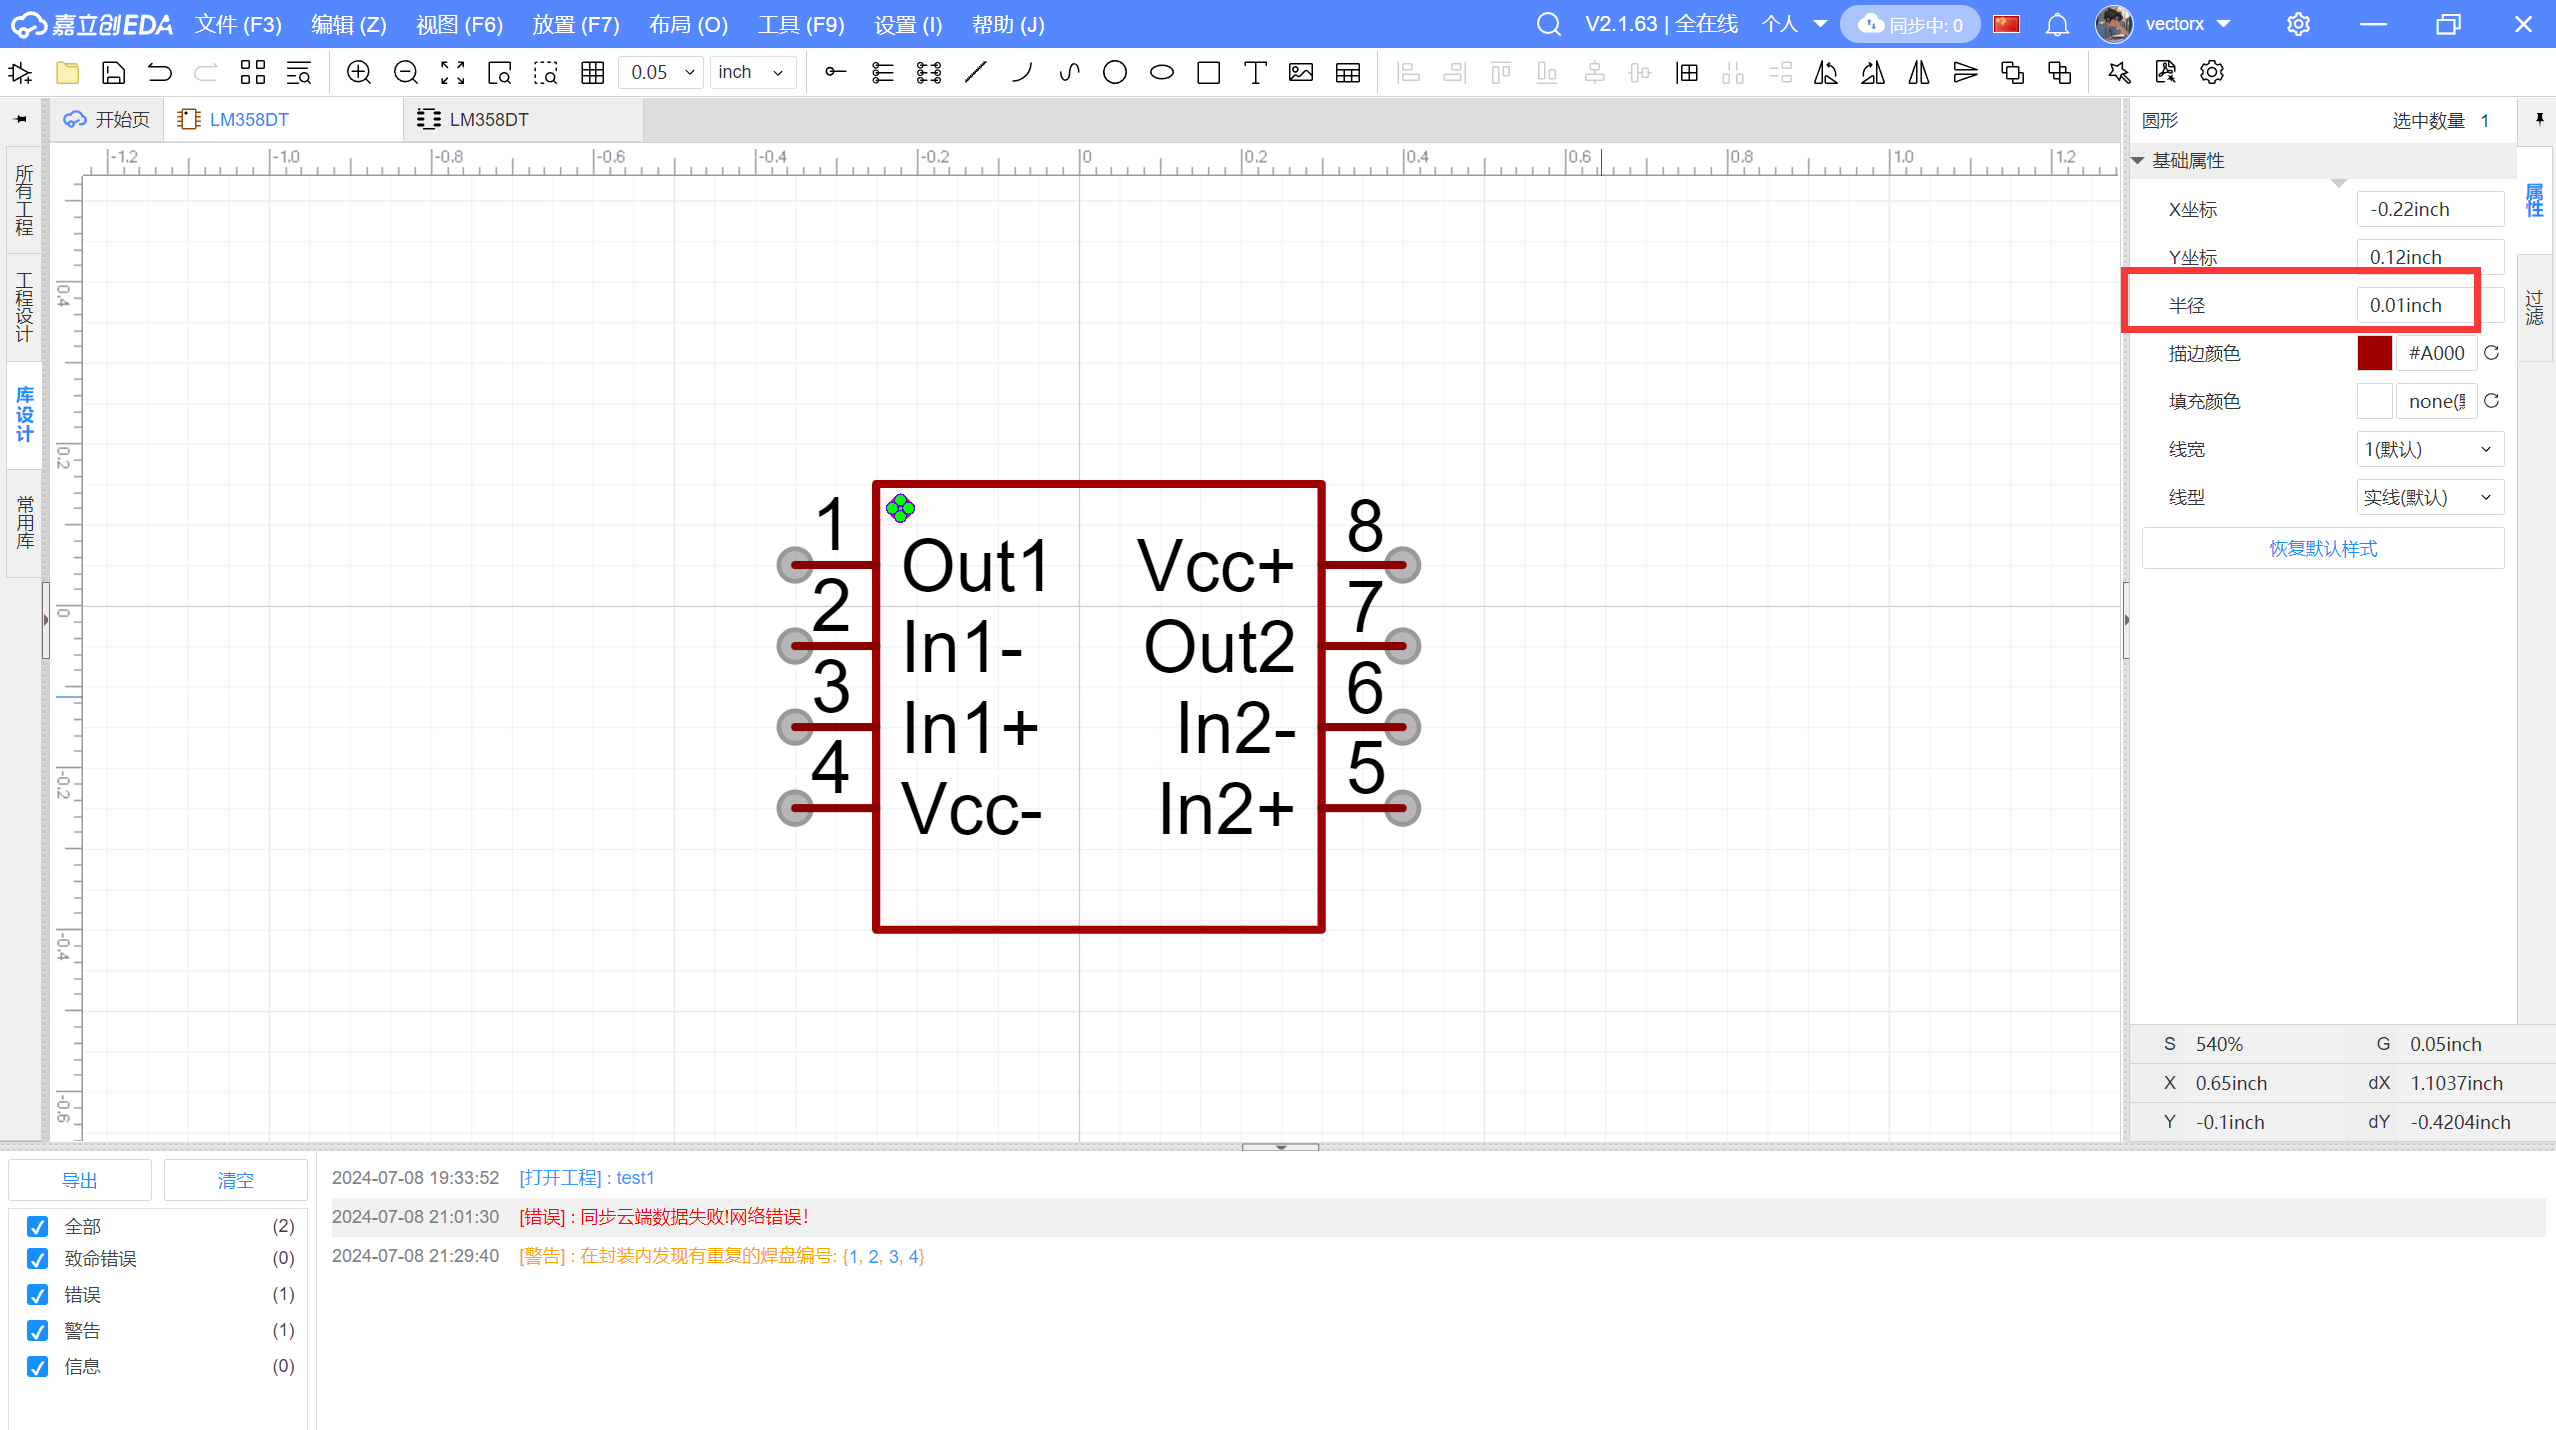 嘉立创EDA 文件 (F3) 编辑 (Z) 视图 (F6) 放置 (F7) 布局 (O) 工具 (F9) 设置 (I) 帮助 (J) V2.1.63 | 全在线 个人 同步中: 0 vectorx
0.05 inch
开始页 LM358DT LM358DT
-1.2 -1.0 -0.8 -0.6 -0.4 -0.2 0 0.2 0.4 0.6 0.8 1.0 1.2
0.4
0.2
0
-0.2
-0.4
-0.6
所有工程
工程设计
库设计
常用库
1 8
Out1 Vcc+
2 7
In1- Out2
3 6
In1+ In2-
4 5
Vcc- In2+
圆形 选中数量 1
基础属性
X坐标 -0.22inch
Y坐标 0.12inch
半径 0.01inch
描边颜色 #A000
填充颜色 none(
线宽 1(默认)
线型 实线(默认)
恢复默认样式
属性
过滤
S 540% G 0.05inch
X 0.65inch dX 1.1037inch
Y -0.1inch dY -0.4204inch
导出 清空
全部 (2)
致命错误 (0)
错误 (1)
警告 (1)
信息 (0)
2024-07-08 19:33:52 [打开工程] : test1
2024-07-08 21:01:30 [错误] : 同步云端数据失败!网络错误!
2024-07-08 21:29:40 [警告] : 在封装内发现有重复的焊盘编号: {1, 2, 3, 4}